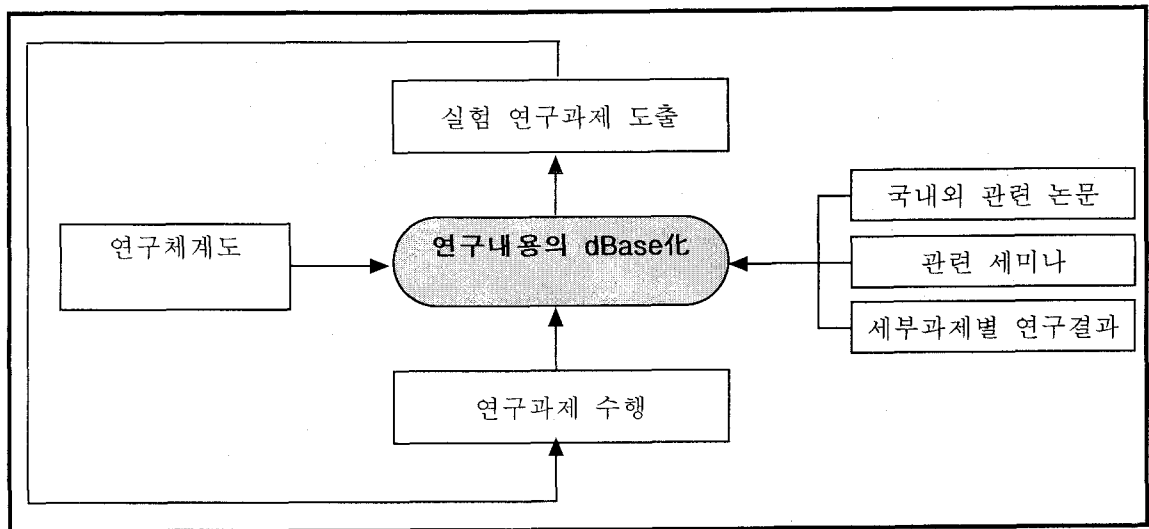 실험 연구과제 도출
국내외 관련 논문
연구체계도
연구내용의 dBase化
관련 세미나
세부과제별 연구결과
연구과제 수행